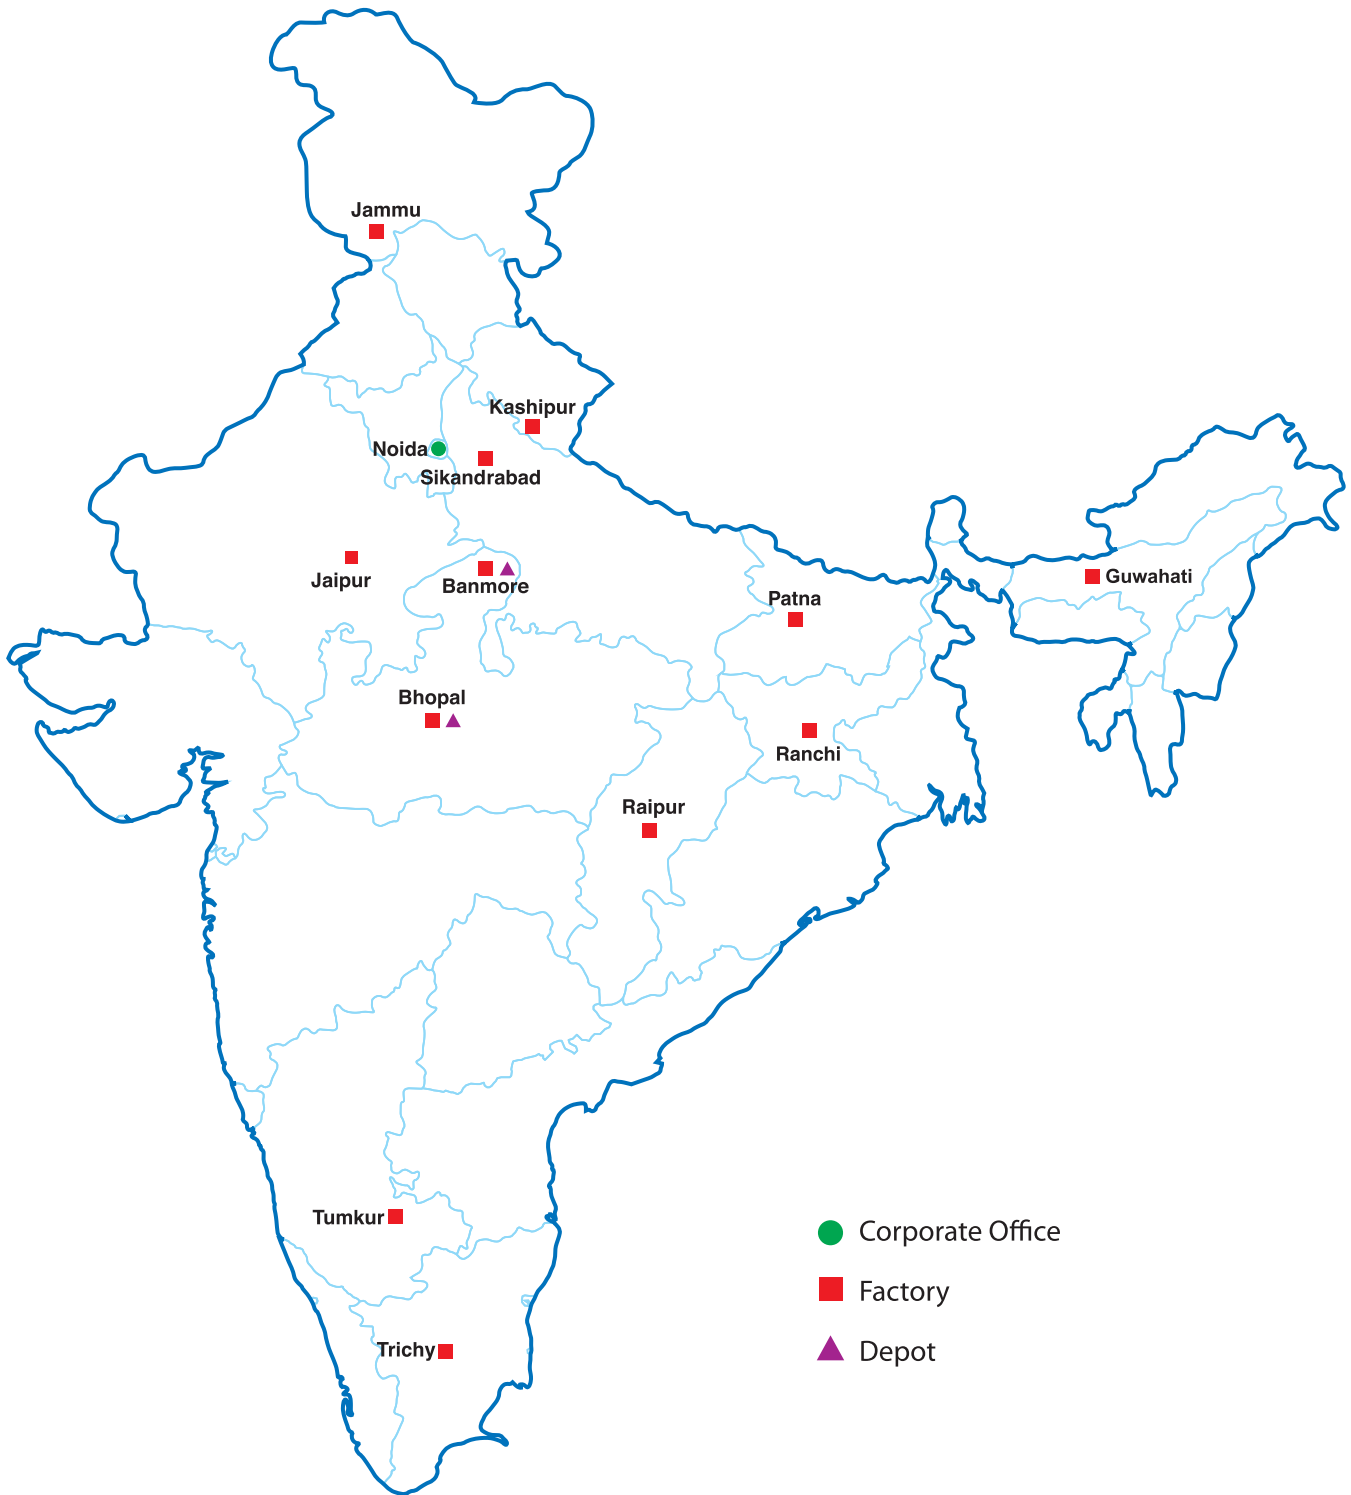 Jammu
Kashipur
Noida
Sikandrabad
Jaipur
Banmore
Guwahati
Patna
Bhopal
Ranchi
Raipur
Tumkur
Trichy
Corporate Office
Factory
Depot